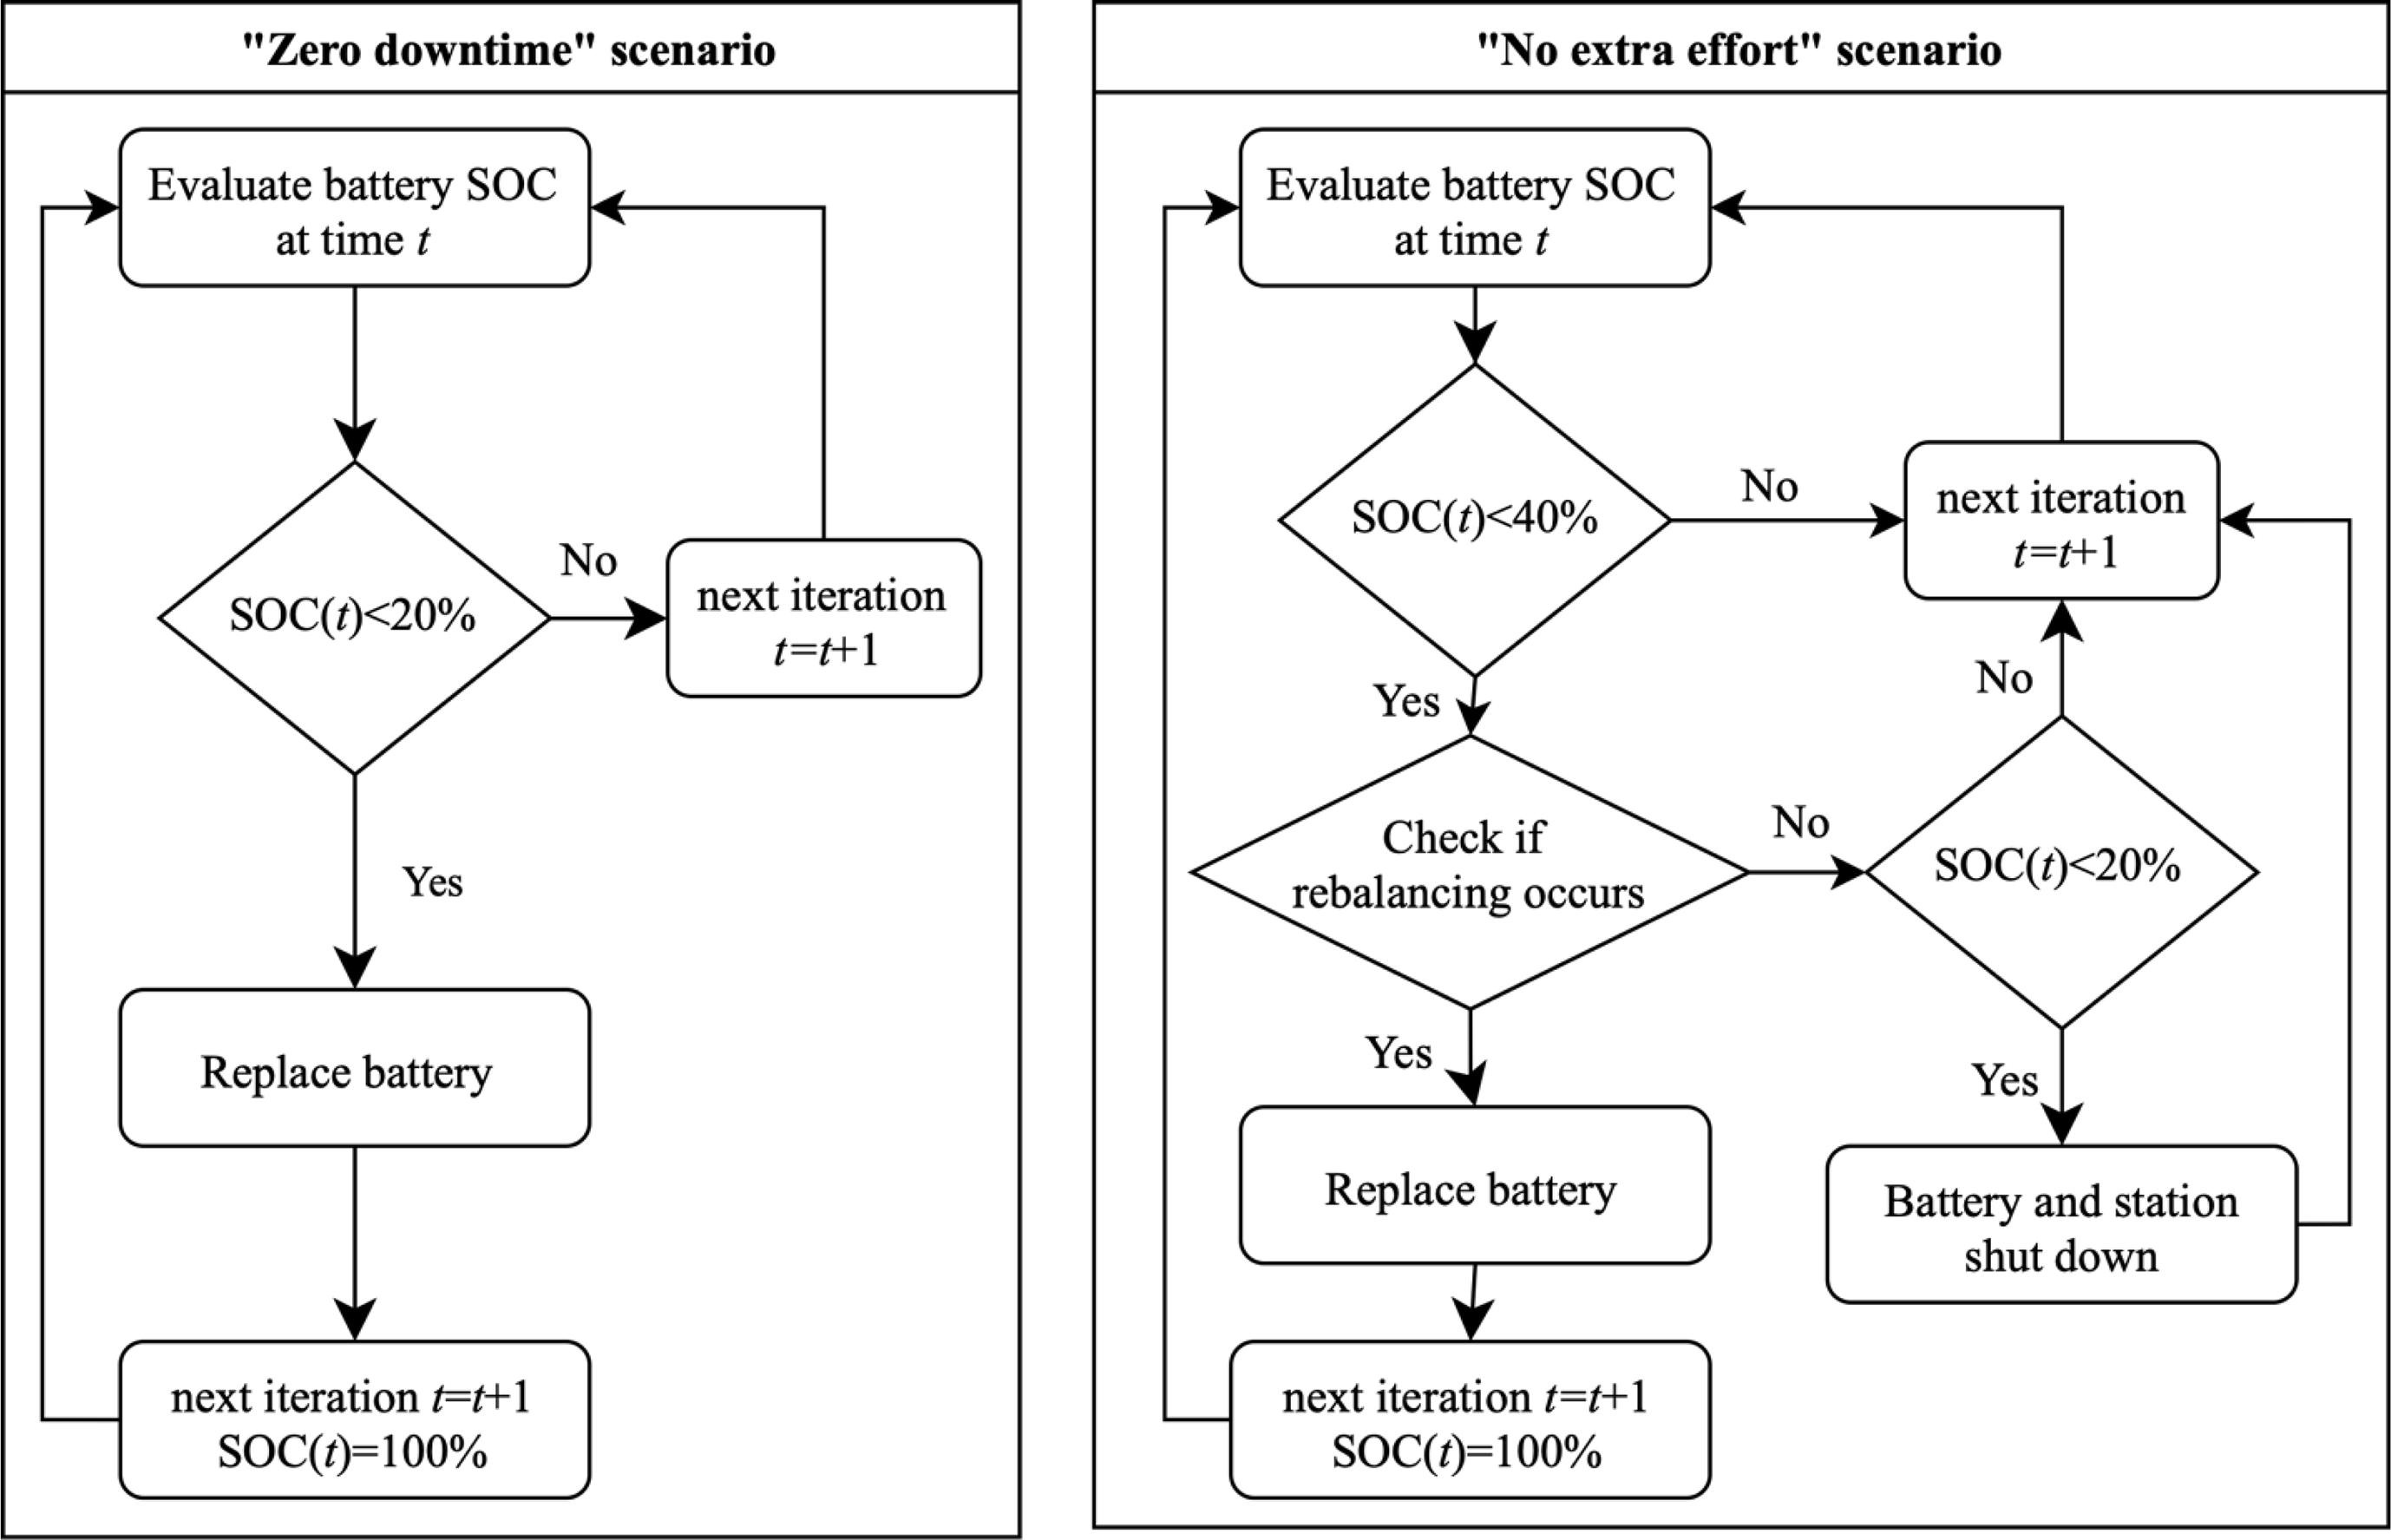 "Zero downtime" scenario
Evaluate battery SOC
at time t
SOC(t)<20%
No
next iteration
t=t+1
Yes
Replace battery
next iteration t=t+1
SOC(t)=100%
"No extra effort" scenario
Evaluate battery SOC
at time t
SOC(t)<40%
No
next iteration
t=t+1
Yes
No
Check if
rebalancing occurs
No
SOC(t)<20%
Yes
Yes
Replace battery
Battery and station
shut down
next iteration t=t+1
SOC(t)=100%